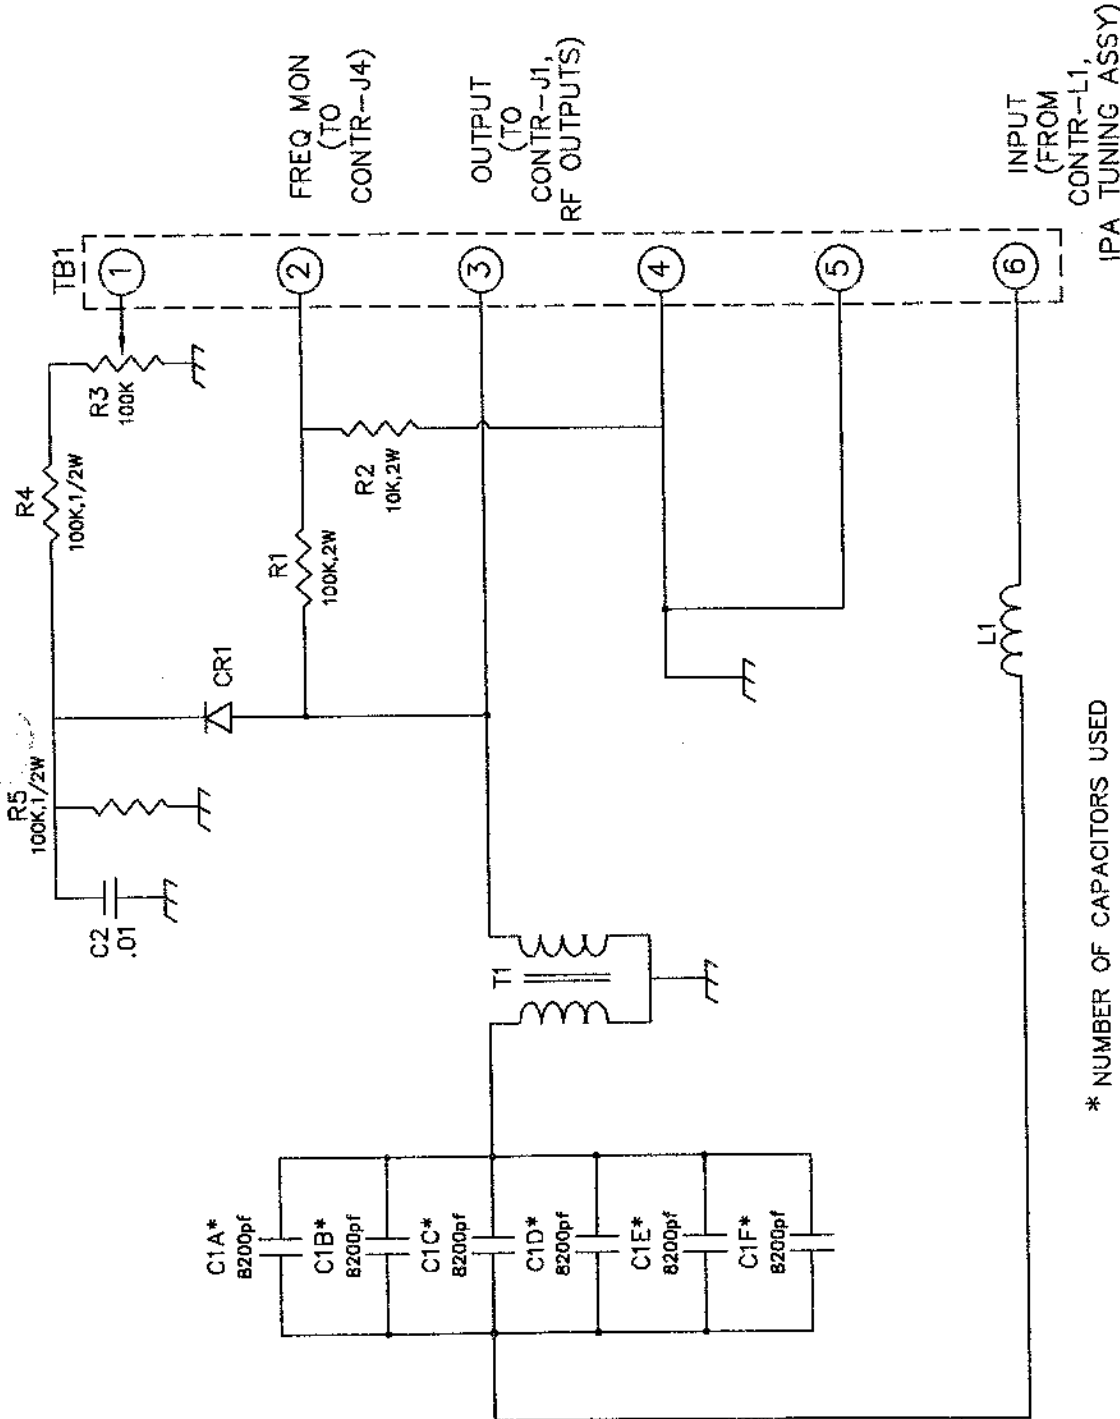 TB1
1
2
3
4
5
6
FREQ MON
(TO
CONTR-J4)
OUTPUT
(TO
CONTR-J1,
RF OUTPUTS)
INPUT
(FROM
CONTR-L1,
IPA TUNING ASSY)
R3
100K
R4
100K,1/2W
R2
10K,2W
R1
100K,2W
CR1
R5
100K,1/2W
C2
.01
T1
L1
C1A*
8200pf
C1B*
8200pf
C1C*
8200pf
C1D*
8200pf
C1E*
8200pf
C1F*
8200pf
* NUMBER OF CAPACITORS USED